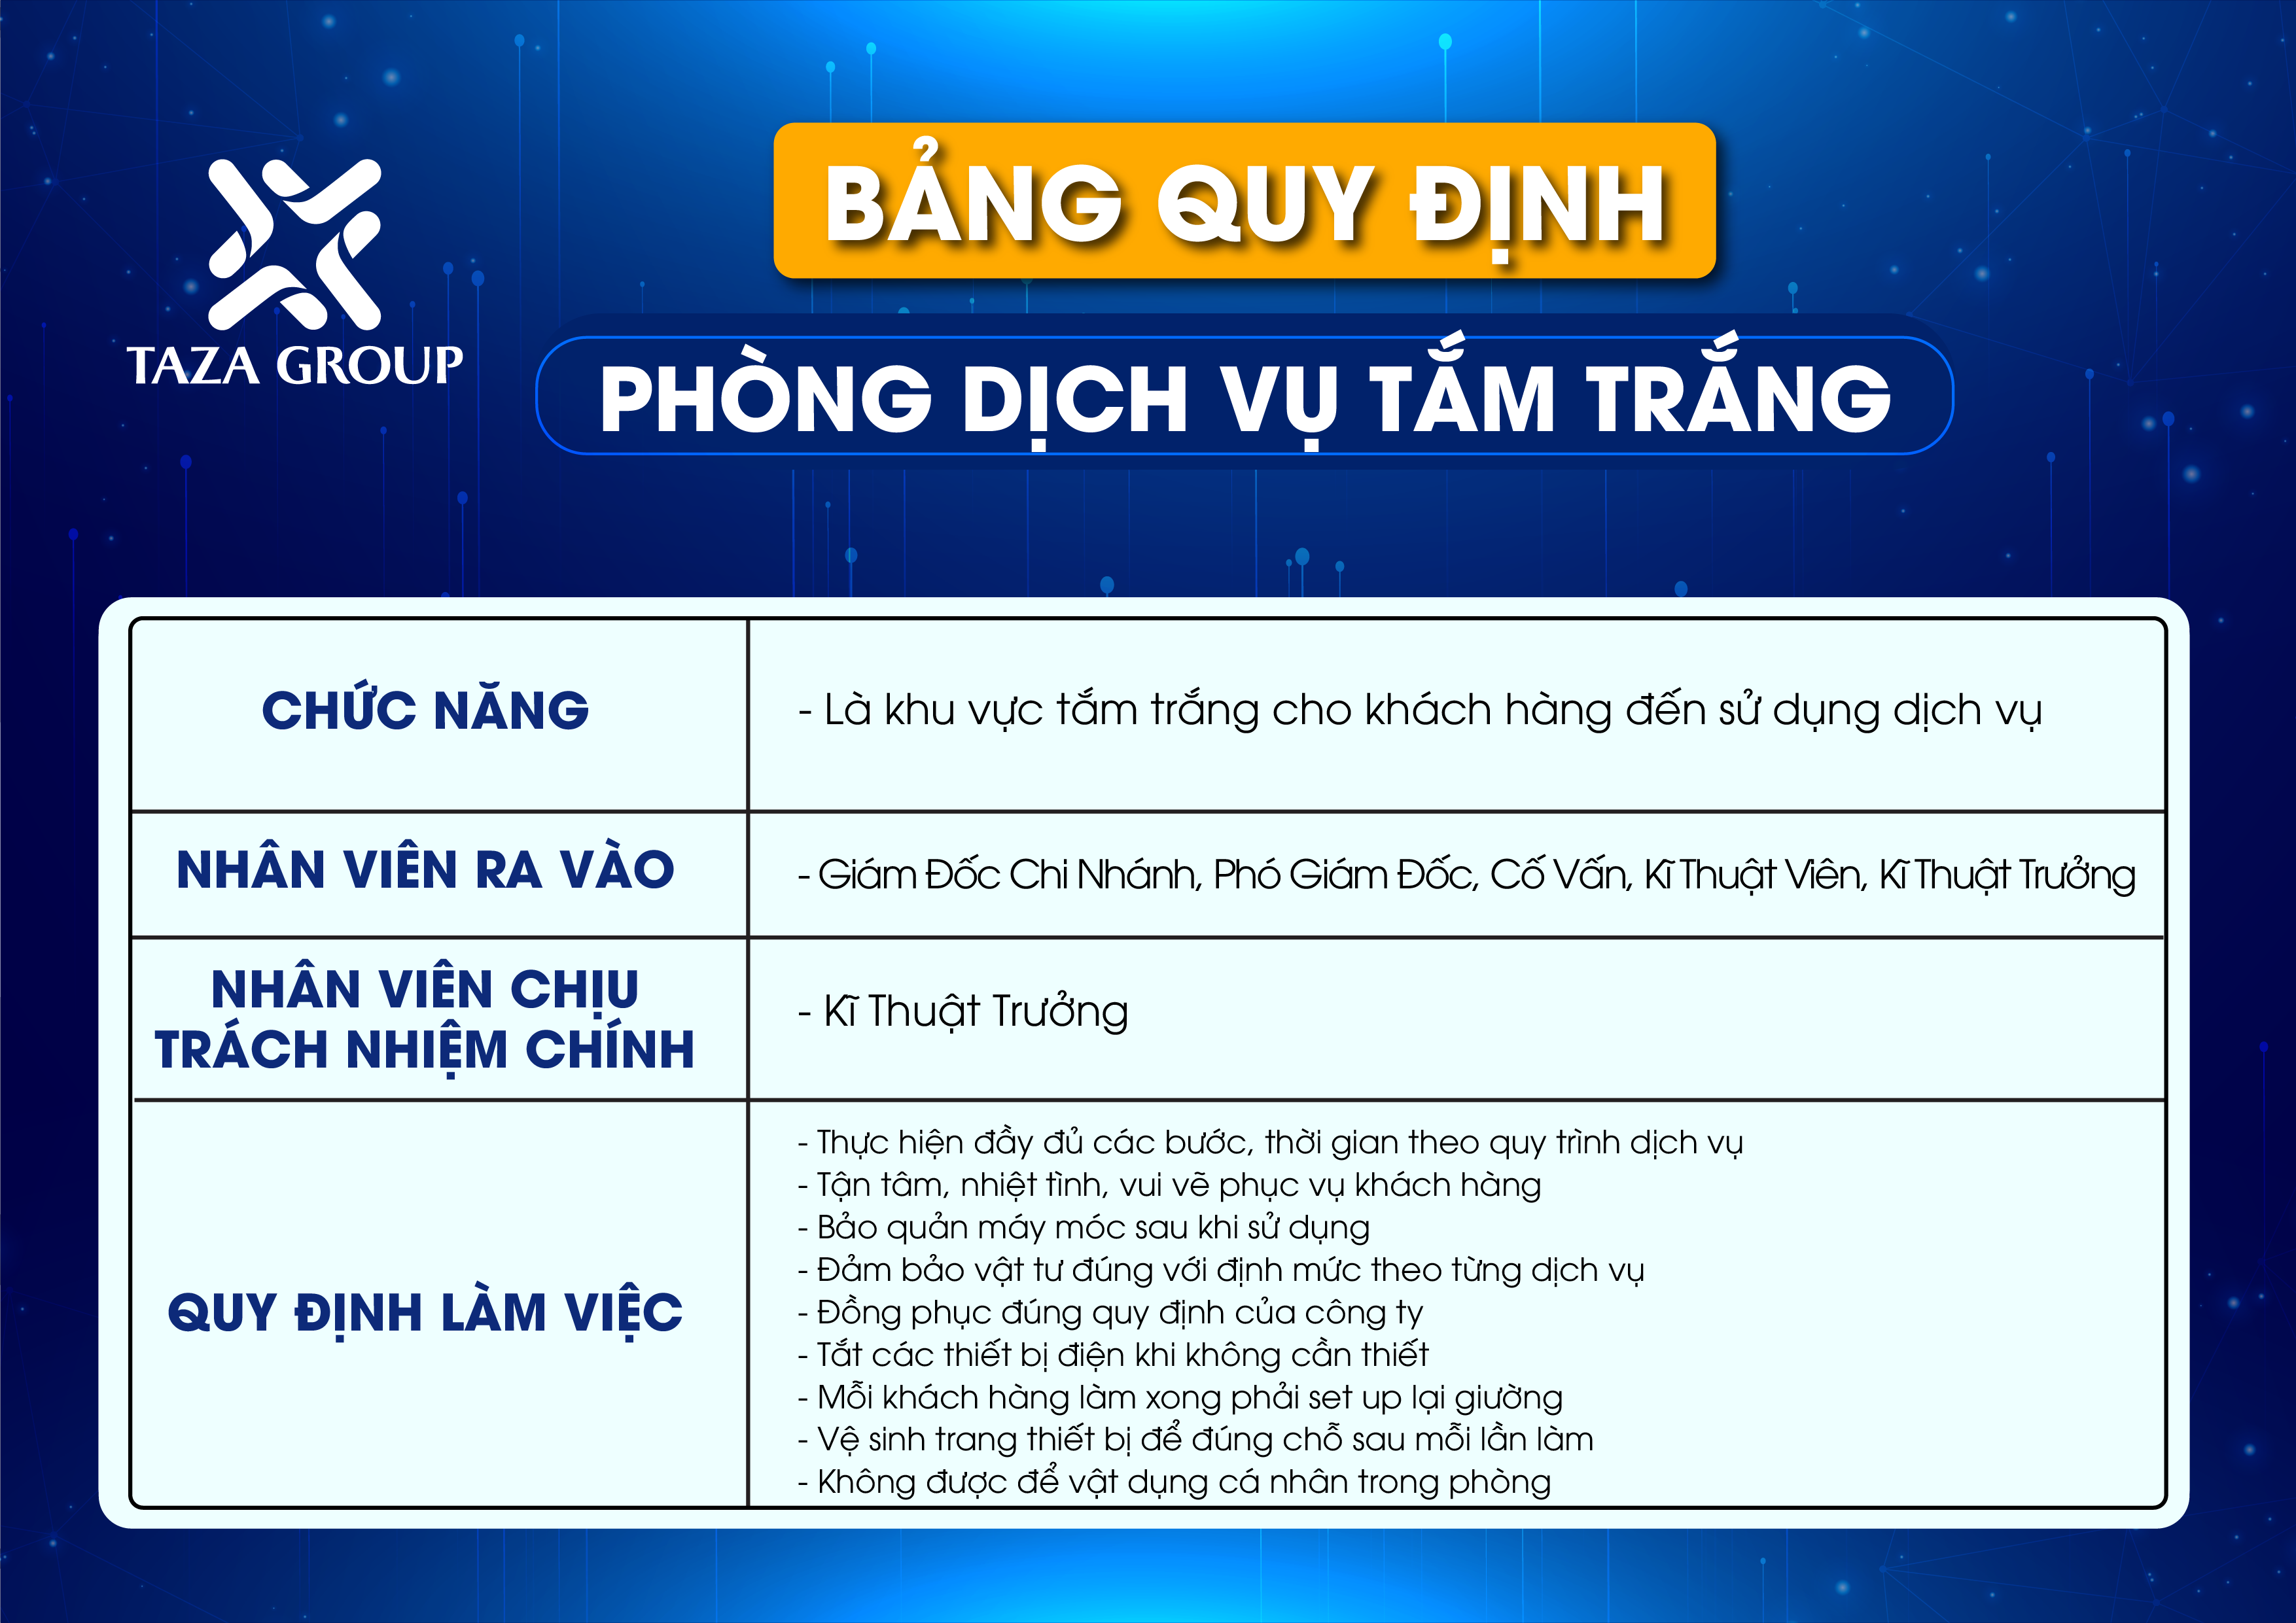 BẢNG QUY ĐỊNH
TAZA GROUP
PHÒNG DỊCH VỤ TẮM TRẮNG
CHỨC NĂNG
- Là khu vực tắm trắng cho khách hàng đến sử dụng dịch vụ
NHÂN VIÊN RA VÀO
- Giám Đốc Chi Nhánh, Phó Giám Đốc, Cố Vấn, Kĩ Thuật Viên, Kĩ Thuật Trưởng
NHÂN VIÊN CHỊU
TRÁCH NHIỆM CHÍNH
- Kĩ Thuật Trưởng
QUY ĐỊNH LÀM VIỆC
- Thực hiện đầy đủ các bước, thời gian theo quy trình dịch vụ
- Tận tâm, nhiệt tình, vui vẽ phục vụ khách hàng
- Bảo quản máy móc sau khi sử dụng
- Đảm bảo vật tư đúng với định mức theo từng dịch vụ
- Đồng phục đúng quy định của công ty
- Tắt các thiết bị điện khi không cần thiết
- Mỗi khách hàng làm xong phải set up lại giường
- Vệ sinh trang thiết bị để đúng chỗ sau mỗi lần làm
- Không được để vật dụng cá nhân trong phòng